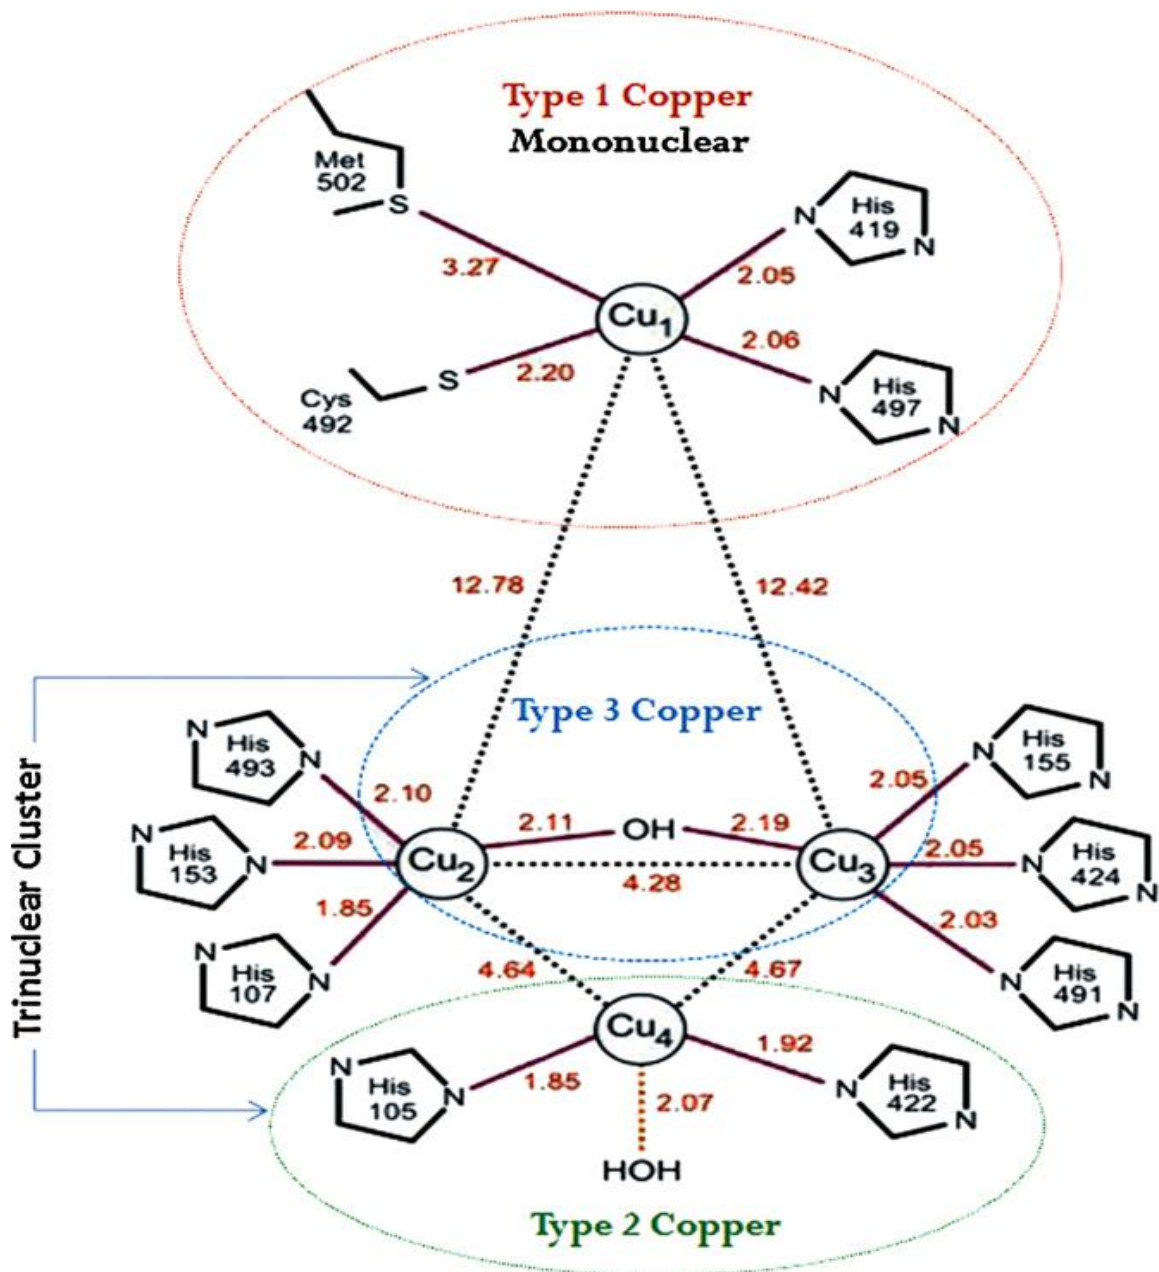 Type 1 Copper
Mononuclear
Met
502
S
3.27
N
His
419
N
2.05
Cu1
2.06
2.20
S
Cys
492
N
His
497
N
12.78
12.42
Type 3 Copper
N
His
493
N
2.10
N
His
155
N
2.05
2.11
OH
2.19
N
His
153
N
2.09
Cu2
4.28
Cu3
2.05
N
His
424
N
1.85
2.03
N
His
107
N
4.64
4.67
N
His
491
N
Cu4
1.85
1.92
N
His
105
N
2.07
N
His
422
N
HOH
Type 2 Copper
Trinuclear Cluster